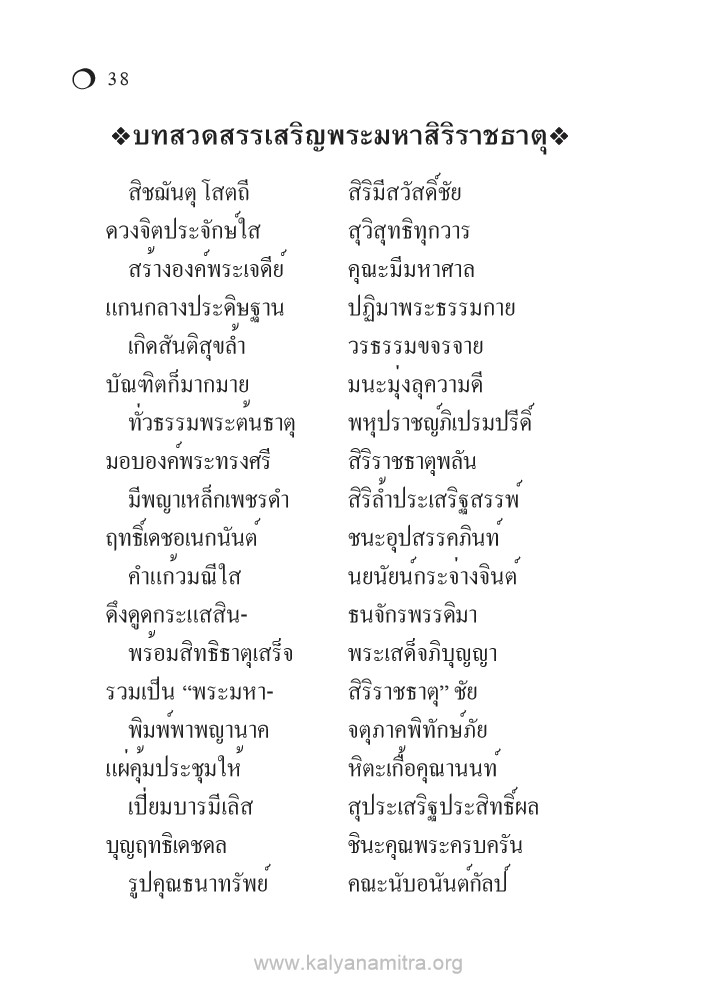 38
❖บทสวดสรรเสริญพระมหาสิริราชธาตุ❖
สิชฌันตุ โสตถี สิริมีสวัสดิ์ชัย
ดวงจิตประจักษ์ใส สุวิสุทธิทุกวาร
สร้างองค์พระเจดีย์ คุณะมีมหาศาล
แกนกลางประดิษฐาน ปฏิมาพระธรรมกาย
เกิดสันติสุขล้ำ วรธรรมขจรจาย
บัณฑิตก็มากมาย มนะมุ่งลุความดี
ทั่วธรรมพระต้นธาตุ พหุปราชญ์ภิเปรมปรีดิ์
มอบองค์พระทรงศรี สิริราชธาตุพลัน
มีพญาเหล็กเพชรดำ สิริล้ำประเสริฐสรรพ์
ฤทธิ์เดชอเนกนันต์ ชนะอุปสรรคภินท์
คำแก้วมณีใส นยนัยน์กระจ่างจินต์
ดึงดูดกระแสสิน- ธนจักรพรรดิมา
พร้อมสิทธิธาตุเสร็จ พระเสด็จภิบุญญา
รวมเป็น “พระมหา- สิริราชธาตุ” ชัย
พิมพ์พาพญานาค จตุภาคพิทักษ์ภัย
แผ่คุ้มประชุมให้ หิตะเกื้อคุณานนท์
เปี่ยมบารมีเลิส สุประเสริฐประสิทธิ์ผล
บุญฤทธิเดชดล ชินะคุณพระครบครัน
รูปคุณธนาทรัพย์ คณะนับอนันต์กัลป์
www.kalyanamitra.org